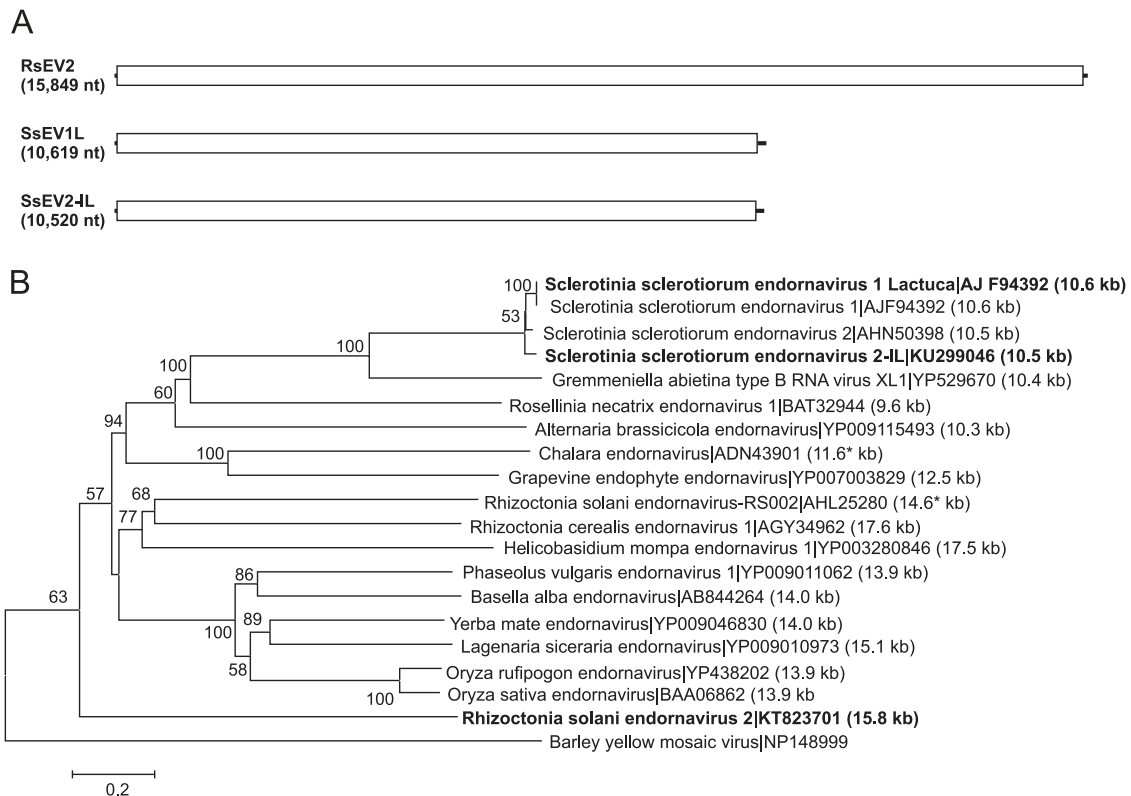 A
RsEV2
(15,849 nt)
SsEV1L
(10,619 nt)
SsEV2-IL
(10,520 nt)
B
100
Sclerotinia sclerotiorum endornavirus 1 Lactuca|AJ F94392 (10.6 kb)
Sclerotinia sclerotiorum endornavirus 1|AJF94392 (10.6 kb)
53
Sclerotinia sclerotiorum endornavirus 2|AHN50398 (10.5 kb)
100
Sclerotinia sclerotiorum endornavirus 2-IL|KU299046 (10.5 kb)
100
Gremmeniella abietina type B RNA virus XL1|YP529670 (10.4 kb)
60
Rosellinia necatrix endornavirus 1|BAT32944 (9.6 kb)
94
Alternaria brassicicola endornavirus|YP009115493 (10.3 kb)
100
Chalara endornavirus|ADN43901 (11.6* kb)
Grapevine endophyte endornavirus|YP007003829 (12.5 kb)
57
68
Rhizoctonia solani endornavirus-RS002|AHL25280 (14.6* kb)
77
Rhizoctonia cerealis endornavirus 1|AGY34962 (17.6 kb)
Helicobasidium mompa endornavirus 1|YP003280846 (17.5 kb)
86
Phaseolus vulgaris endornavirus 1|YP009011062 (13.9 kb)
63
Basella alba endornavirus|AB844264 (14.0 kb)
100
89
Yerba mate endornavirus|YP009046830 (14.0 kb)
Lagenaria siceraria endornavirus|YP009010973 (15.1 kb)
58
Oryza rufipogon endornavirus|YP438202 (13.9 kb)
100
Oryza sativa endornavirus|BAA06862 (13.9 kb
Rhizoctonia solani endornavirus 2|KT823701 (15.8 kb)
Barley yellow mosaic virus|NP148999
0.2